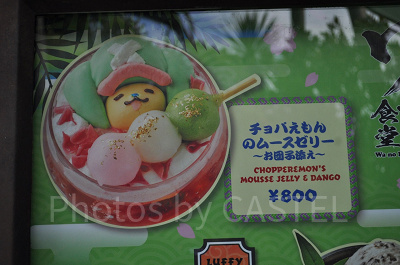 チョパえもん
のムースゼリー
～お団子添え～
CHOPPEREMON'S
MOUSSE JELLY & DANGO
¥800
食堂
Photos by CASTEL
LUFFY